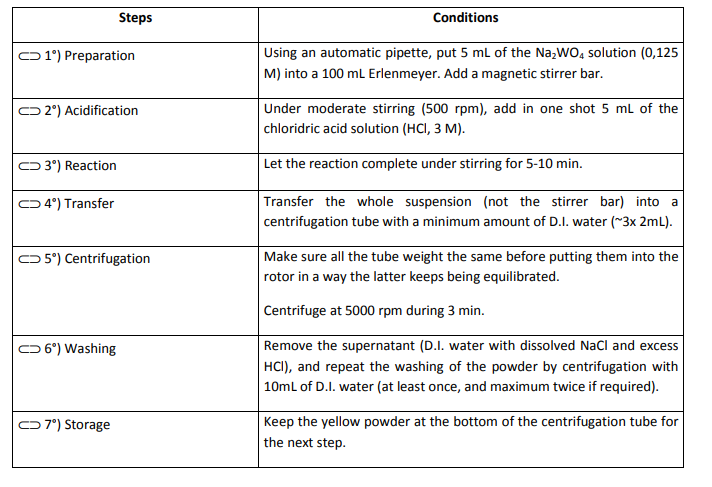 Steps
Conditions
⊂⊃ 1°) Preparation
Using an automatic pipette, put 5 mL of the Na₂WO₄ solution (0,125
M) into a 100 mL Erlenmeyer. Add a magnetic stirrer bar.
⊂⊃ 2°) Acidification
Under moderate stirring (500 rpm), add in one shot 5 mL of the
chloridric acid solution (HCl, 3 M).
⊂⊃ 3°) Reaction
Let the reaction complete under stirring for 5-10 min.
⊂⊃ 4°) Transfer
Transfer the whole suspension (not the stirrer bar) into a
centrifugation tube with a minimum amount of D.I. water (~3x 2mL).
⊂⊃ 5°) Centrifugation
Make sure all the tube weight the same before putting them into the
rotor in a way the latter keeps being equilibrated.
Centrifuge at 5000 rpm during 3 min.
⊂⊃ 6°) Washing
Remove the supernatant (D.I. water with dissolved NaCl and excess
HCl), and repeat the washing of the powder by centrifugation with
10mL of D.I. water (at least once, and maximum twice if required).
⊂⊃ 7°) Storage
Keep the yellow powder at the bottom of the centrifugation tube for
the next step.